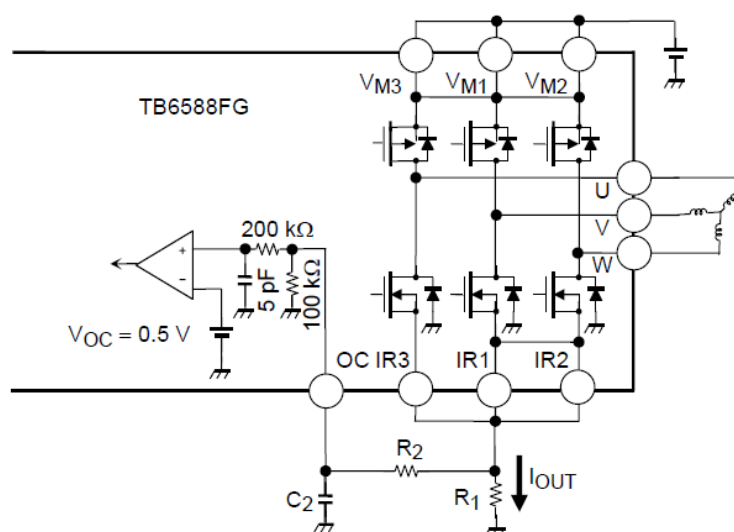 VM3
VM1
VM2
TB6588FG
U
V
W
200 kΩ
5 pF
100 kΩ
+
-
VOC = 0.5 V
OC IR3
IR1
IR2
R2
C2
R1
IOUT